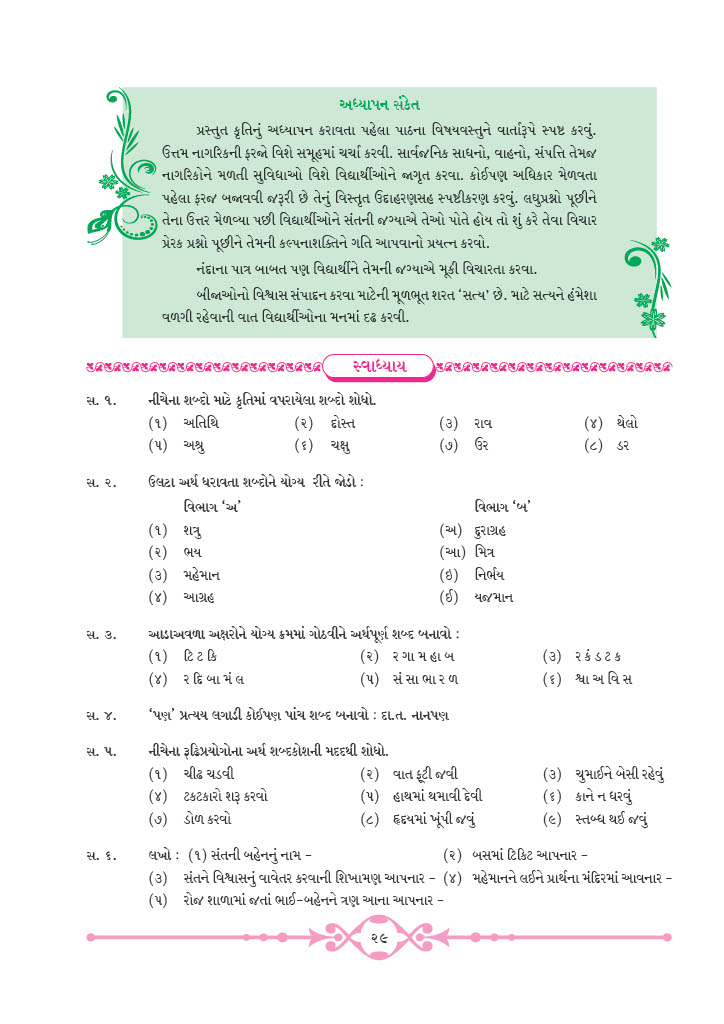 અધ્યાપન સંકેત
પ્રસ્તુત કૃતિનું અધ્યાપન કરાવતા પહેલા પાઠના વિષયવસ્તુને વાર્તારૂપે સ્પષ્ટ કરવું.
ઉત્તમ નાગરિકની ફરજો વિશે સમૂહમાં ચર્ચા કરવી. સાર્વજનિક સાધનો, વાહનો, સંપત્તિ તેમજ
નાગરિકોને મળતી સુવિધાઓ વિશે વિદ્યાર્થીઓને જાગૃત કરવા. કોઈપણ અધિકાર મેળવતા
પહેલા ફરજ બજાવવી જરૂરી છે તેનું વિસ્તૃત ઉદાહરણસહ સ્પષ્ટીકરણ કરવું. લઘુપ્રશ્નો પૂછીને
તેના ઉત્તર મેળવ્યા પછી વિદ્યાર્થીઓને સંતની જગ્યાએ તેઓ પોતે હોય તો શું કરે તેવા વિચાર
પ્રેરક પ્રશ્નો પૂછીને તેમની કલ્પનાશક્તિને ગતિ આપવાનો પ્રયત્ન કરવો.
નંદાના પાત્ર બાબત પણ વિદ્યાર્થીને તેમની જગ્યાએ મૂકી વિચારતા કરવા.
બીજાઓનો વિશ્વાસ સંપાદન કરવા માટેની મૂળભૂત શરત ‘સત્ય’ છે. માટે સત્યને હંમેશા
વળગી રહેવાની વાત વિદ્યાર્થીઓના મનમાં દઢ કરવી.
સ્વાધ્યાય
સ. ૧. નીચેના શબ્દો માટે કૃતિમાં વપરાયેલા શબ્દો શોધો.
(૧) અતિથિ (૨) દોસ્ત (૩) રાવ (૪) થેલો
(૫) અશ્રુ (૬) ચક્ષુ (૭) ઉર (૮) ડર
સ. ૨. ઉલટા અર્થ ધરાવતા શબ્દોને યોગ્ય રીતે જોડો :
વિભાગ ‘અ’ વિભાગ ‘બ’
(૧) શત્રુ (અ) દુરાગ્રહ
(૨) ભય (આ) મિત્ર
(૩) મહેમાન (ઇ) નિર્ભય
(૪) આગ્રહ (ઈ) યજમાન
સ. ૩. આડાઅવળા અક્ષરોને યોગ્ય ક્રમમાં ગોઠવીને અર્થપૂર્ણ શબ્દ બનાવો :
(૧) ટિ ટ કિ (૨) ર ગા મ હા બ (૩) ર કં ડ ટ ક
(૪) ર દિ બા મં લ (૫) સં સા ભા ર ળ (૬) શ્વા અ વિ સ
સ. ૪. ‘પણ’ પ્રત્યય લગાડી કોઈપણ પાંચ શબ્દ બનાવો : દા.ત. નાનપણ
સ. ૫. નીચેના રૂઢિપ્રયોગોના અર્થ શબ્દકોશની મદદથી શોધો.
(૧) ચીઢ ચડવી (૨) વાત ફૂટી જવી (૩) ચુમાઈને બેસી રહેવું
(૪) ટકટકારો શરૂ કરવો (૫) હાથમાં થમાવી દેવી (૬) કાને ન ધરવું
(૭) ડોળ કરવો (૮) હૃદયમાં ખૂંપી જવું (૯) સ્તબ્ધ થઈ જવું
સ. ૬. લખો : (૧) સંતની બહેનનું નામ – (૨) બસમાં ટિકિટ આપનાર –
(૩) સંતને વિશ્વાસનું વાવેતર કરવાની શિખામણ આપનાર – (૪) મહેમાનને લઈને પ્રાર્થના મંદિરમાં આવનાર –
(૫) રોજ શાળામાં જતાં ભાઈ–બહેનને ત્રણ આના આપનાર –
૨૯